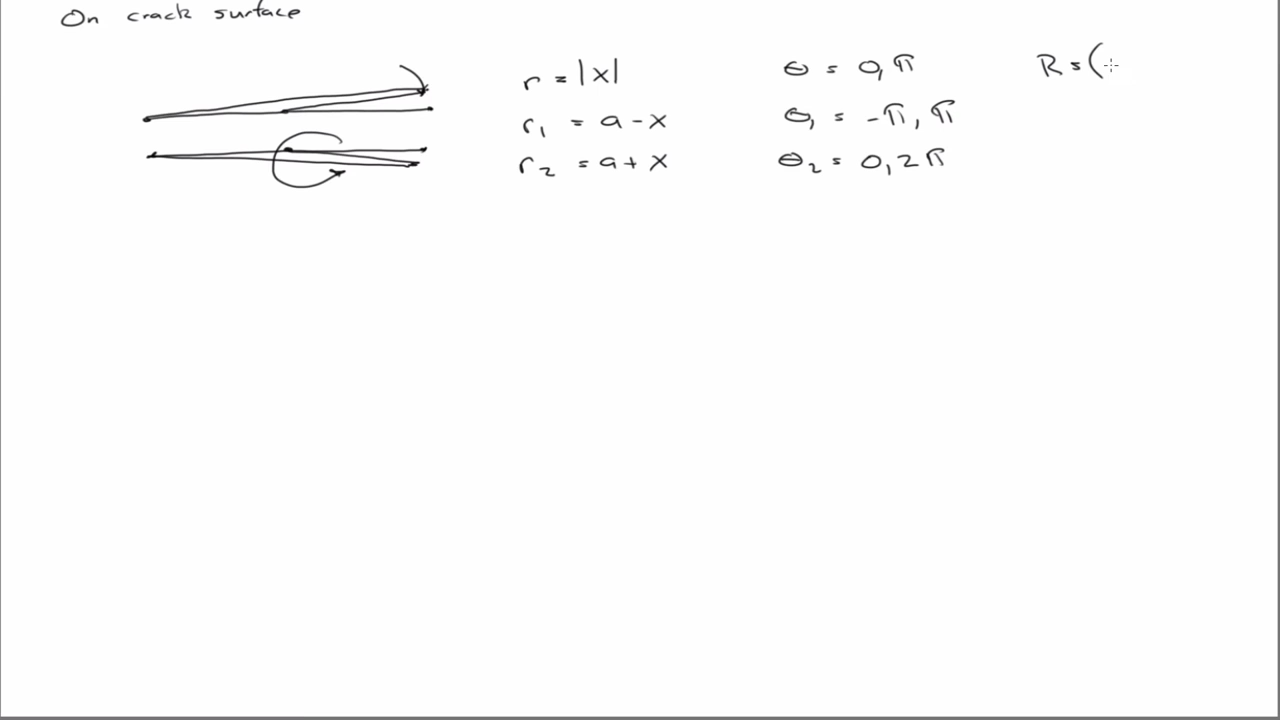 On crack surface
r = |x| θ = 0, π R = (
r₁ = a - x θ₁ = -π, π
r₂ = a + x θ₂ = 0, 2π